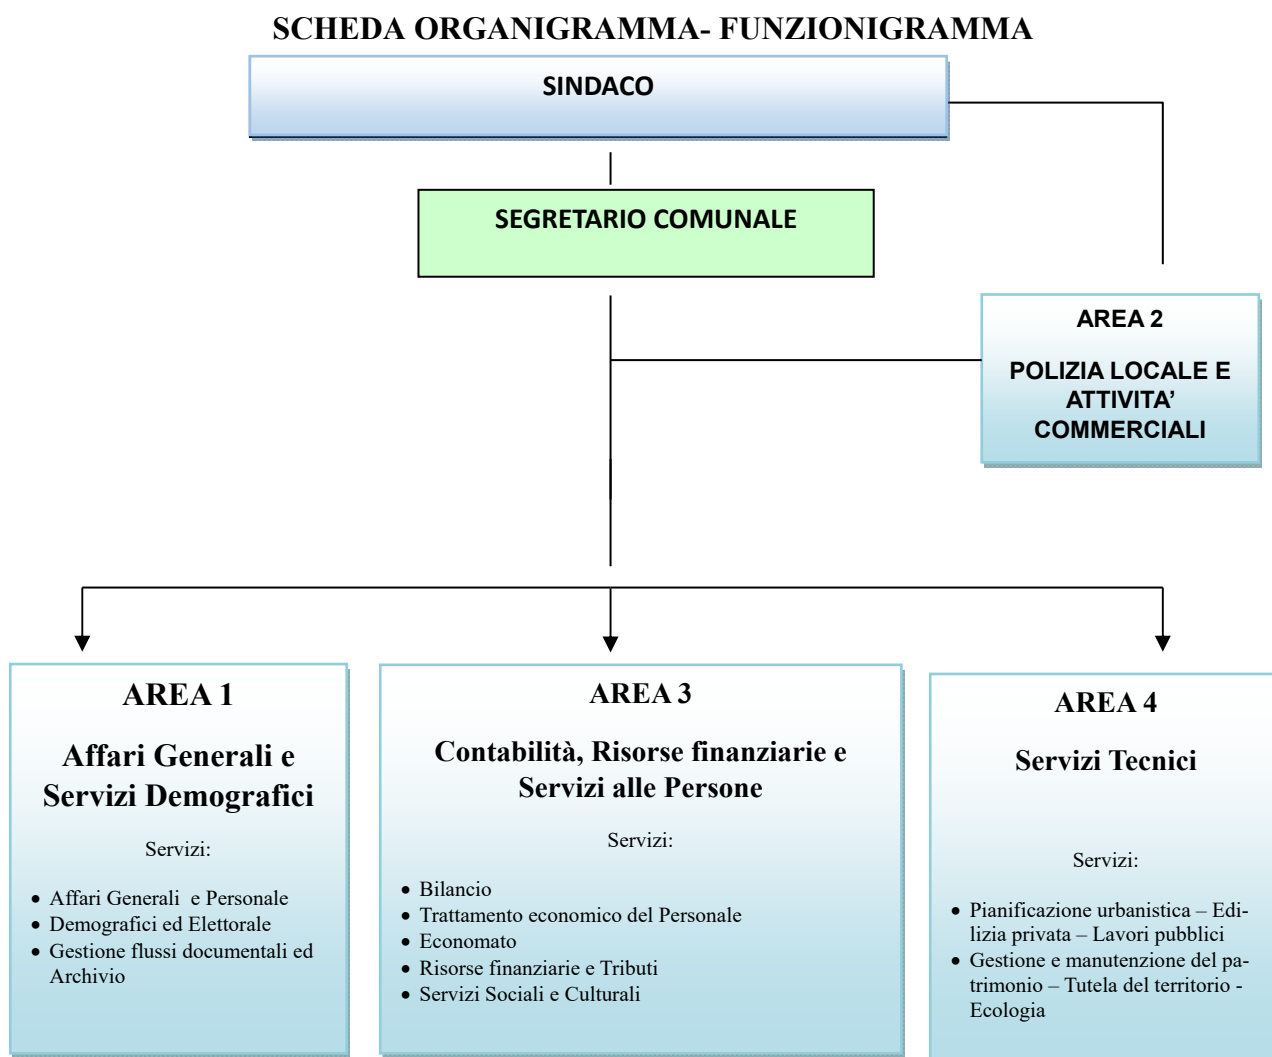 SCHEDA ORGANIGRAMMA- FUNZIONIGRAMMA
SINDACO
SEGRETARIO COMUNALE
AREA 2
POLIZIA LOCALE E
ATTIVITA’
COMMERCIALI
AREA 1
Affari Generali e
Servizi Demografici
Servizi:
• Affari Generali e Personale
• Demografici ed Elettorale
• Gestione flussi documentali ed
Archivio
AREA 3
Contabilità, Risorse finanziarie e
Servizi alle Persone
Servizi:
• Bilancio
• Trattamento economico del Personale
• Economato
• Risorse finanziarie e Tributi
• Servizi Sociali e Culturali
AREA 4
Servizi Tecnici
Servizi:
• Pianificazione urbanistica – Edi-
lizia privata – Lavori pubblici
• Gestione e manutenzione del pa-
trimonio – Tutela del territorio -
Ecologia